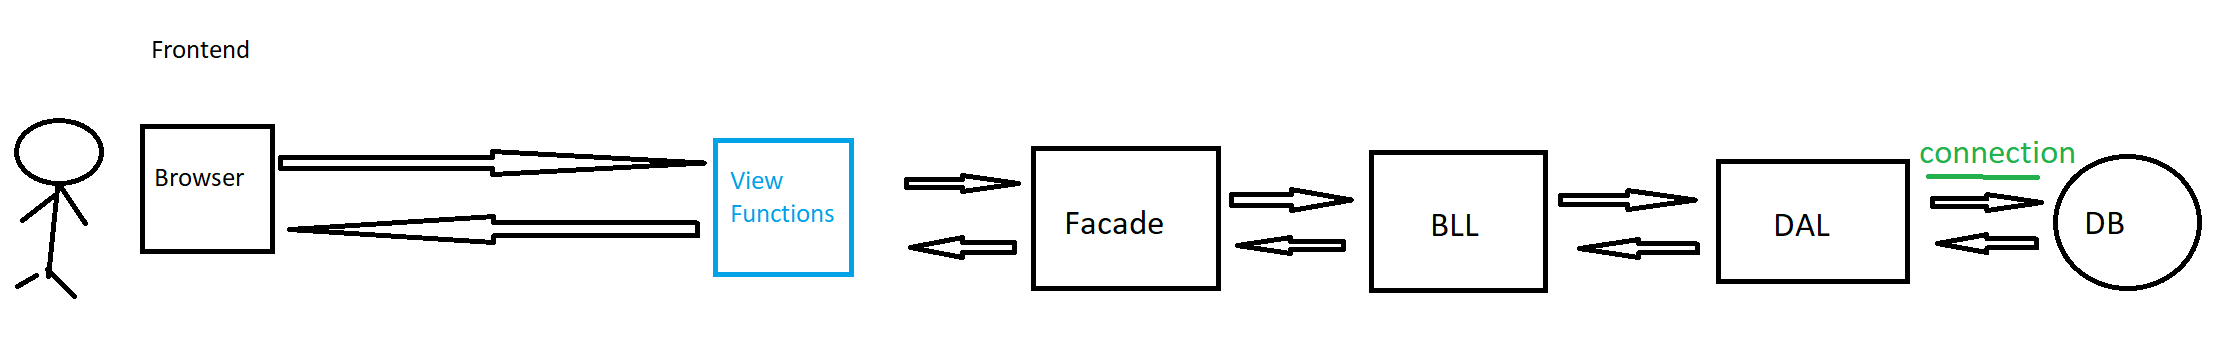 Frontend
Browser
View
Functions
Facade
BLL
DAL
connection
DB